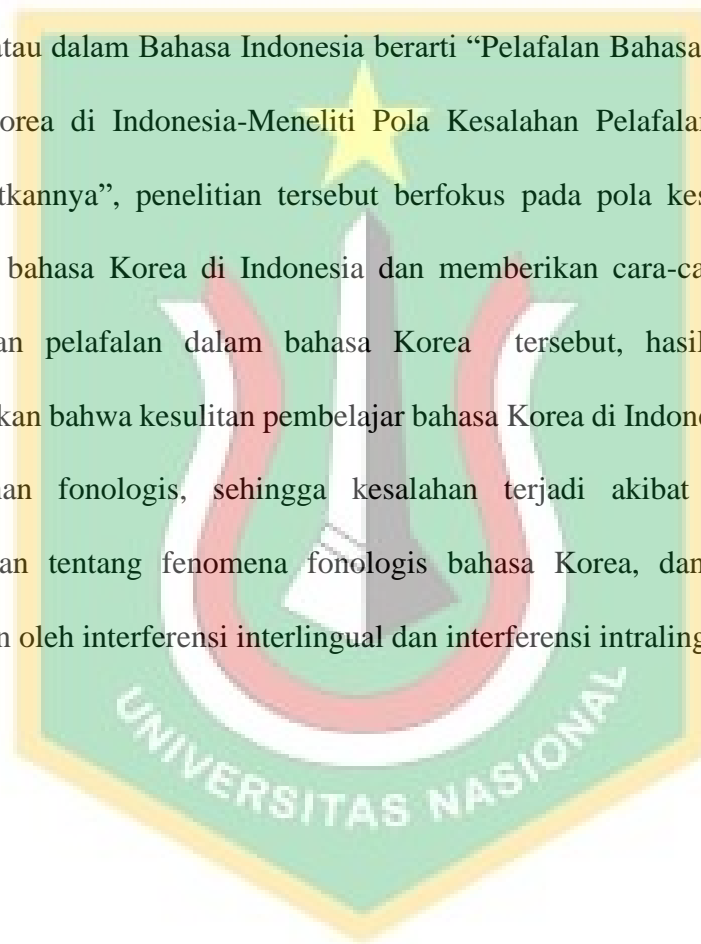 atau dalam Bahasa Indonesia berarti “Pelafalan Bahasa
orea di Indonesia-Meneliti Pola Kesalahan Pelafalan
tkannya”, penelitian tersebut berfokus pada pola kes
bahasa Korea di Indonesia dan memberikan cara-ca
an pelafalan dalam bahasa Korea tersebut, hasil
kan bahwa kesulitan pembelajar bahasa Korea di Indone
an fonologis, sehingga kesalahan terjadi akibat
an tentang fenomena fonologis bahasa Korea, dan
n oleh interferensi interlingual dan interferensi intraling
UNIVERSITAS NASIONAL